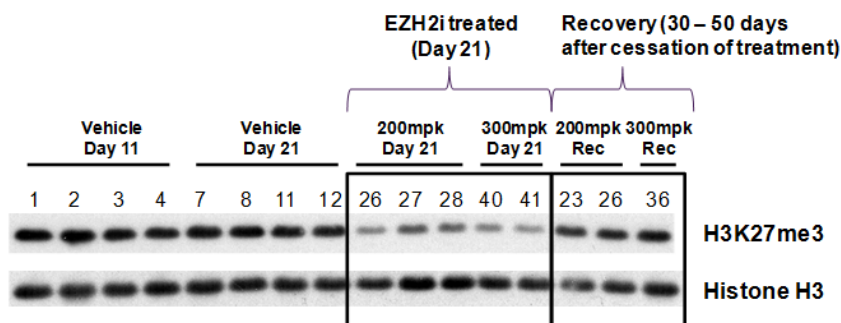 EZH2i treated
(Day 21)
Recovery (30 – 50 days
after cessation of treatment)
Vehicle
Day 11
Vehicle
Day 21
200mpk
Day 21
300mpk
Day 21
200mpk
Rec
300mpk
Rec
1 2 3 4 7 8 11 12 26 27 28 40 41 23 26 36
H3K27me3
Histone H3